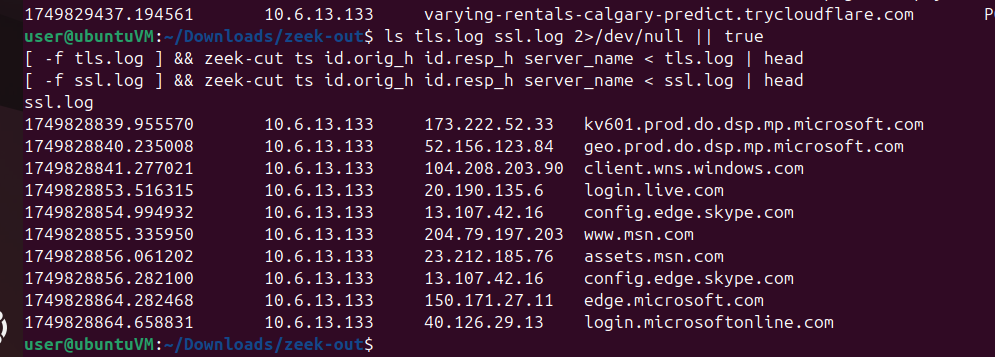 1749829437.194561 10.6.13.133 varying-rentals-calgary-predict.trycloudflare.com
user@ubuntuVM:~/Downloads/zeek-out$ ls tls.log ssl.log 2>/dev/null || true
[ -f tls.log ] && zeek-cut ts id.orig_h id.resp_h server_name < tls.log | head
[ -f ssl.log ] && zeek-cut ts id.orig_h id.resp_h server_name < ssl.log | head
ssl.log
1749828839.955570 10.6.13.133 173.222.52.33 kv601.prod.do.dsp.mp.microsoft.com
1749828840.235008 10.6.13.133 52.156.123.84 geo.prod.do.dsp.mp.microsoft.com
1749828841.277021 10.6.13.133 104.208.203.90 client.wns.windows.com
1749828853.516315 10.6.13.133 20.190.135.6 login.live.com
1749828854.994932 10.6.13.133 13.107.42.16 config.edge.skype.com
1749828855.335950 10.6.13.133 204.79.197.203 www.msn.com
1749828856.061202 10.6.13.133 23.212.185.76 assets.msn.com
1749828856.282100 10.6.13.133 13.107.42.16 config.edge.skype.com
1749828864.282468 10.6.13.133 150.171.27.11 edge.microsoft.com
1749828864.658831 10.6.13.133 40.126.29.13 login.microsoftonline.com
user@ubuntuVM:~/Downloads/zeek-out$